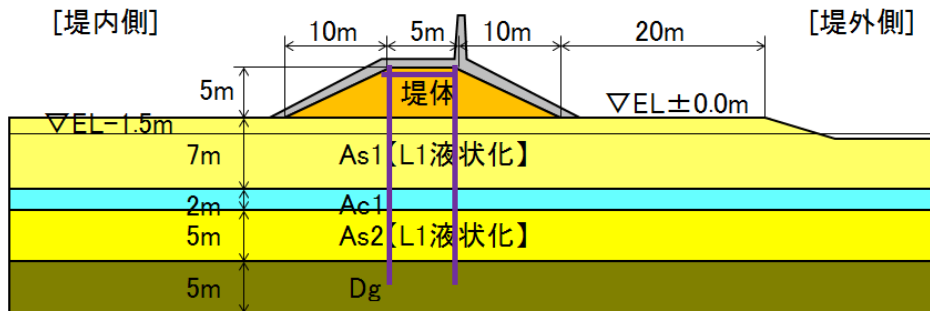 [堤内側]
[堤外側]
10m
5m
10m
20m
5m
堤体
▽EL±0.0m
▽EL-1.5m
7m
As1【L1液状化】
2m
Ac1
5m
As2【L1液状化】
5m
Dg